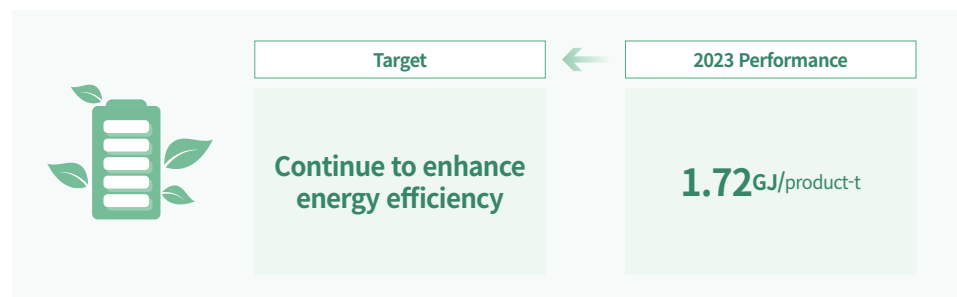 Target
2023 Performance
Continue to enhance
energy efficiency
1.72GJ/product-t